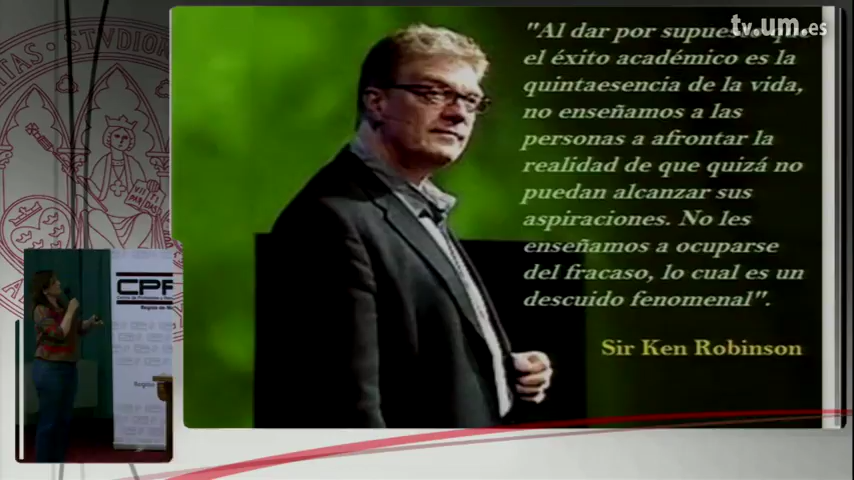 tv.um.es
"Al dar por supuesto que
el éxito académico es la
quintaesencia de la vida,
no enseñamos a las
personas a afrontar la
realidad de que quizá no
puedan alcanzar sus
aspiraciones. No les
enseñamos a ocuparse
del fracaso, lo cual es un
descuido fenomenal".
Sir Ken Robinson
CPR